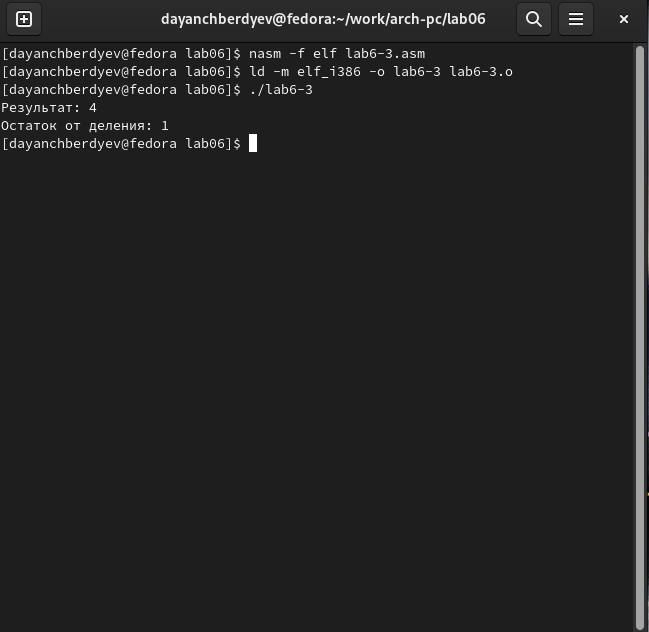 dayanchberdyev@fedora:~/work/arch-pc/lab06
[dayanchberdyev@fedora lab06]$ nasm -f elf lab6-3.asm
[dayanchberdyev@fedora lab06]$ ld -m elf_i386 -o lab6-3 lab6-3.o
[dayanchberdyev@fedora lab06]$ ./lab6-3
Результат: 4
Остаток от деления: 1
[dayanchberdyev@fedora lab06]$